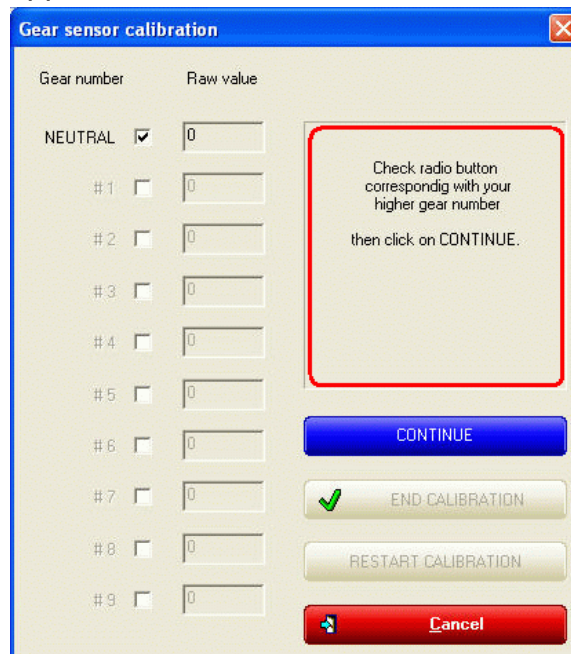 Gear sensor calibration
Gear number Raw value
NEUTRAL 0
#1 0
#2 0
#3 0
#4 0
#5 0
#6 0
#7 0
#8 0
#9 0
Check radio button
correspondig with your
higher gear number
then click on CONTINUE.
CONTINUE
END CALIBRATION
RESTART CALIBRATION
Cancel